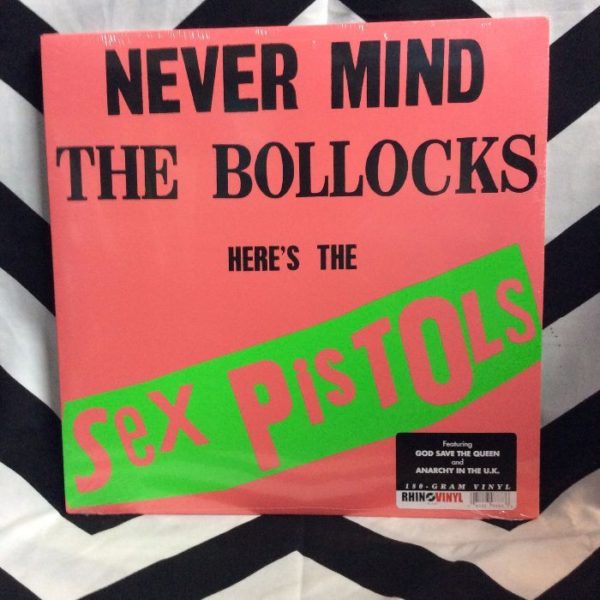 NEVER MIND
THE BOLLOCKS
HERE'S THE
Sex PisTOLs
Featuring
GOD SAVE THE QUEEN
and
ANARCHY IN THE U.K.
180-GRAM VINYL
RHINO VINYL